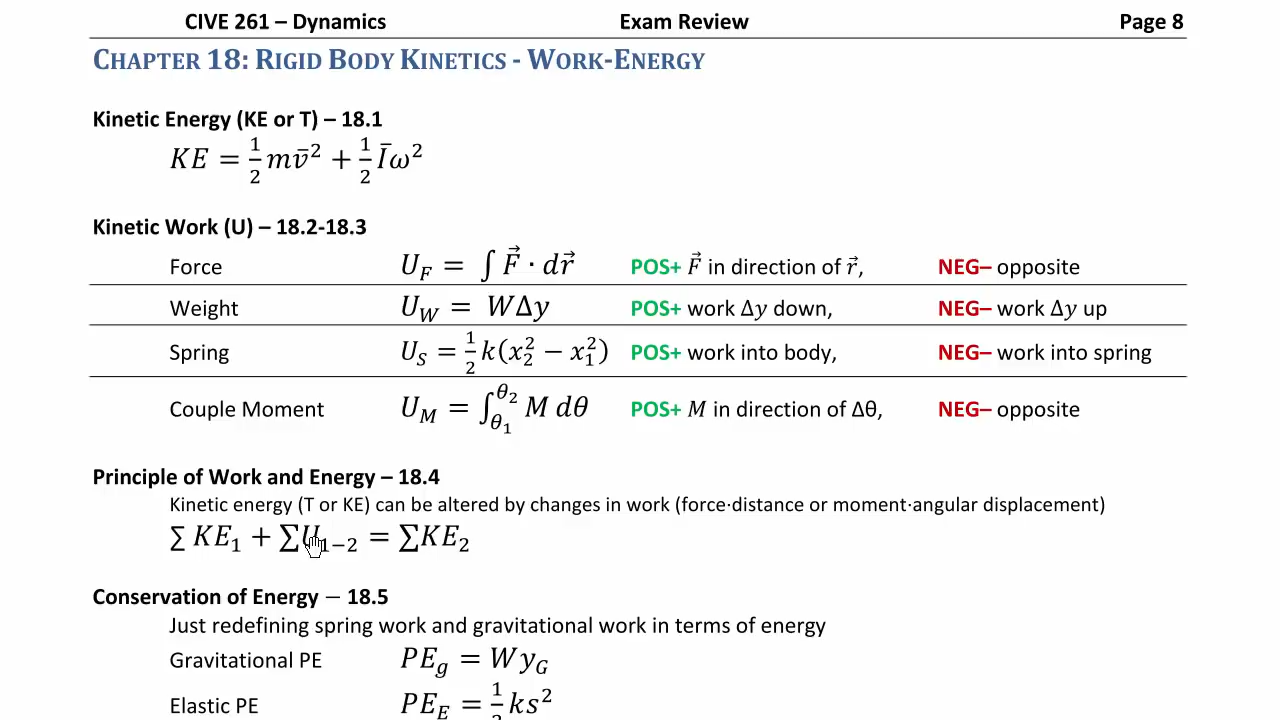 CIVE 261 – Dynamics Exam Review Page 8
CHAPTER 18: RIGID BODY KINETICS - WORK-ENERGY
Kinetic Energy (KE or T) – 18.1
KE = 1/2 mv̄² + 1/2 Īω²
Kinetic Work (U) – 18.2-18.3
Force U_F = ∫ F⃗ · dr⃗ POS+ F⃗ in direction of r⃗, NEG– opposite
Weight U_W = WΔy POS+ work Δy down, NEG– work Δy up
Spring U_S = 1/2 k(x₂² − x₁²) POS+ work into body, NEG– work into spring
Couple Moment U_M = ∫_θ₁^θ₂ M dθ POS+ M in direction of Δθ, NEG– opposite
Principle of Work and Energy – 18.4
Kinetic energy (T or KE) can be altered by changes in work (force·distance or moment·angular displacement)
∑ KE₁ + ∑U₁₋₂ = ∑KE₂
Conservation of Energy − 18.5
Just redefining spring work and gravitational work in terms of energy
Gravitational PE PE_g = Wy_G
Elastic PE PE_E = 1/2 ks²